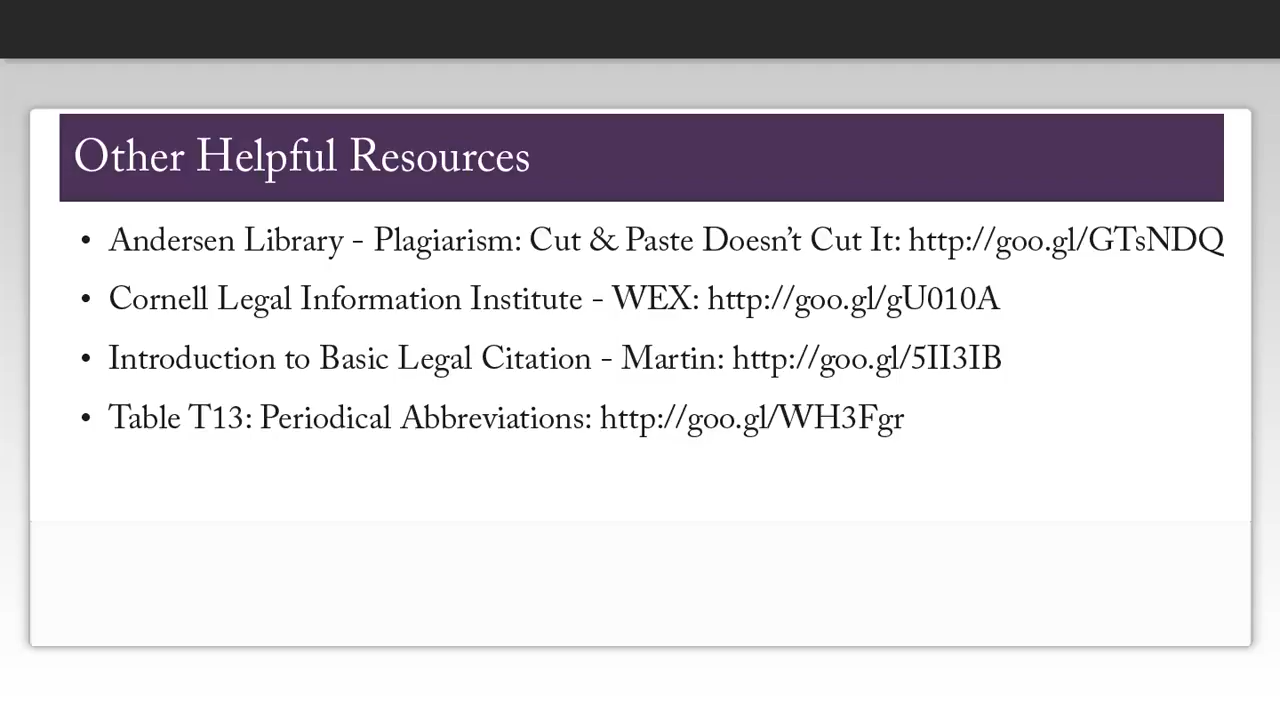 Other Helpful Resources
• Andersen Library - Plagiarism: Cut & Paste Doesn’t Cut It: http://goo.gl/GTsNDQ
• Cornell Legal Information Institute - WEX: http://goo.gl/gU010A
• Introduction to Basic Legal Citation - Martin: http://goo.gl/5II3IB
• Table T13: Periodical Abbreviations: http://goo.gl/WH3Fgr